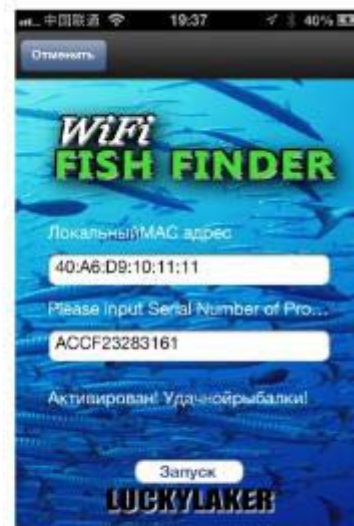 中国联通 19:37 40%
Отменить
WiFi
FISH FINDER
ЛокальныйMAC адрес
40:A6:D9:10:11:11
Please Input Serial Number of Pro...
ACCF23283161
Активирован! Удачнойрыбалки!
Запуск
LUCKYLAKER